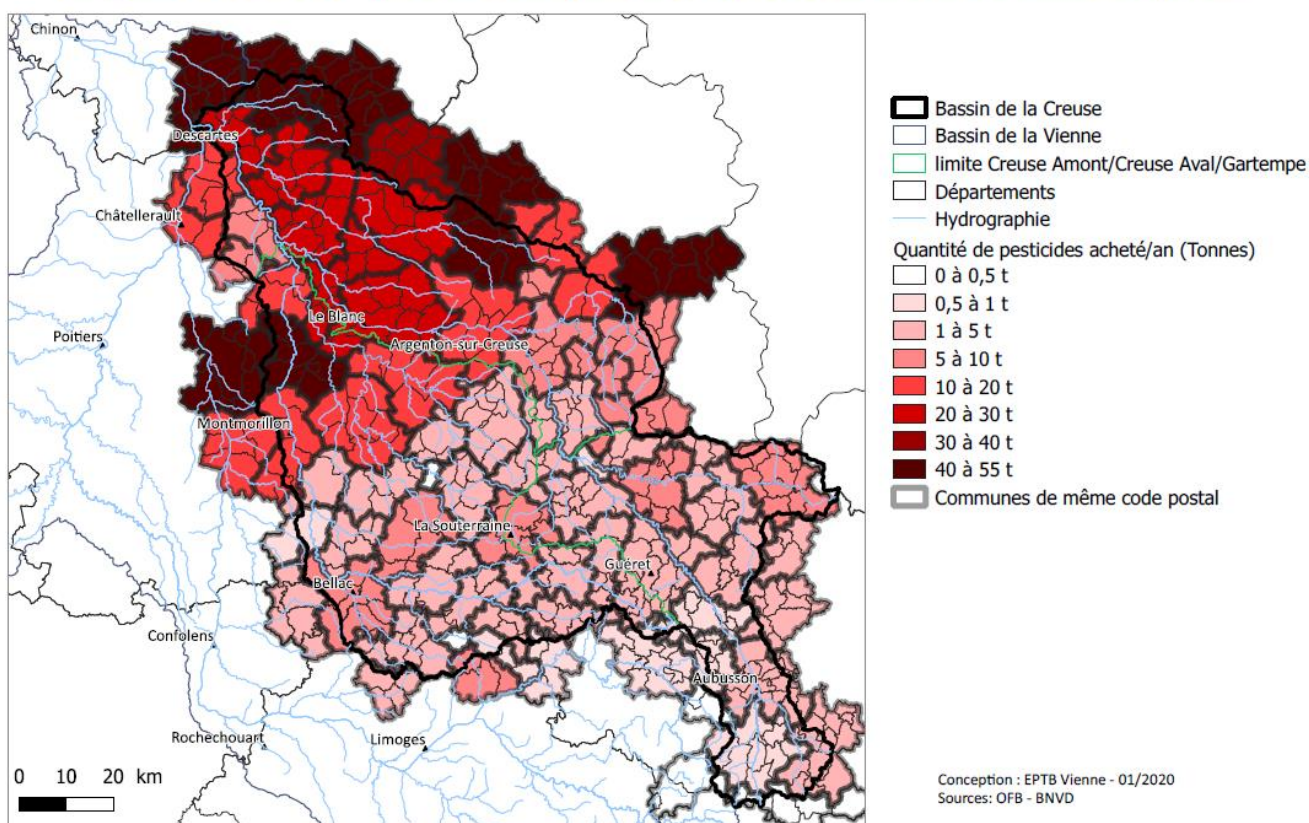 Chinon
Descartes
Châtellerault
Le Blanc
Poitiers
Argenton-sur-Creuse
Montmorillon
La Souterraine
Guéret
Bellac
Confolens
Aubusson
Rochechouart
Limoges
0 10 20 km
Bassin de la Creuse
Bassin de la Vienne
limite Creuse Amont/Creuse Aval/Gartempe
Départements
Hydrographie
Quantité de pesticides acheté/an (Tonnes)
0 à 0,5 t
0,5 à 1 t
1 à 5 t
5 à 10 t
10 à 20 t
20 à 30 t
30 à 40 t
40 à 55 t
Communes de même code postal
Conception : EPTB Vienne - 01/2020
Sources: OFB - BNVD